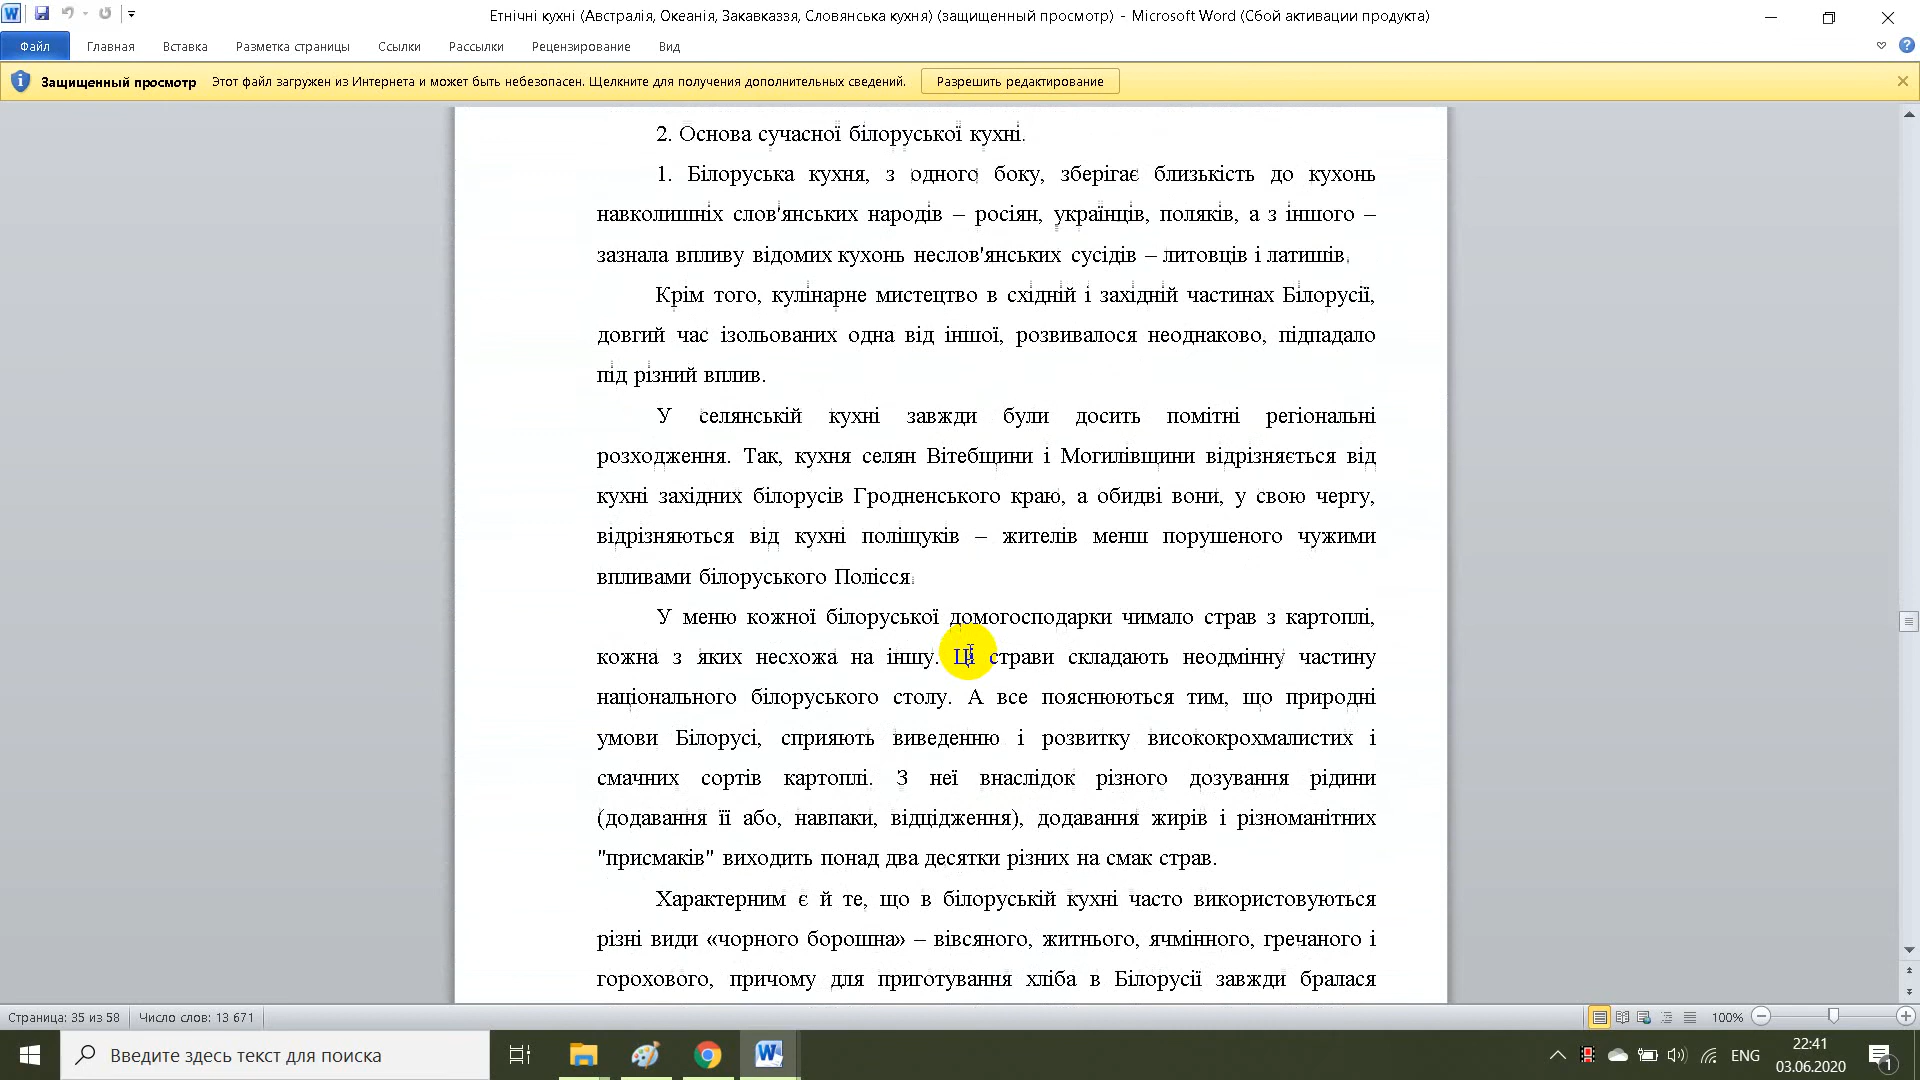 Етнічні кухні (Австралія, Океанія, Закавказзя, Словянська кухня) (защищенный просмотр) - Microsoft Word (Сбой активации продукта)
Файл Главная Вставка Разметка страницы Ссылки Рассылки Рецензирование Вид
Защищенный просмотр Этот файл загружен из Интернета и может быть небезопасен. Щелкните для получения дополнительных сведений. Разрешить редактирование
2. Основа сучасної білоруської кухні.
1. Білоруська кухня, з одного боку, зберігає близькість до кухонь
навколишніх слов'янських народів – росіян, українців, поляків, а з іншого –
зазнала впливу відомих кухонь неслов'янських сусідів – литовців і латишів.
Крім того, кулінарне мистецтво в східній і західній частинах Білорусії,
довгий час ізольованих одна від іншої, розвивалося неоднаково, підпадало
під різний вплив.
У селянській кухні завжди були досить помітні регіональні
розходження. Так, кухня селян Вітебщини і Могилівщини відрізняється від
кухні західних білорусів Гродненського краю, а обидві вони, у свою чергу,
відрізняються від кухні поліщуків – жителів менш порушеного чужими
впливами білоруського Полісся.
У меню кожної білоруської домогосподарки чимало страв з картоплі,
кожна з яких несхожа на іншу. Ці страви складають неодмінну частину
національного білоруського столу. А все пояснюються тим, що природні
умови Білорусі, сприяють виведенню і розвитку висококрохмалистих і
смачних сортів картоплі. З неї внаслідок різного дозування рідини
(додавання її або, навпаки, відцідження), додавання жирів і різноманітних
"присмаків" виходить понад два десятки різних на смак страв.
Характерним є й те, що в білоруській кухні часто використовуються
різні види «чорного борошна» – вівсяного, житнього, ячмінного, гречаного і
горохового, причому для приготування хліба в Білорусії завжди бралася
Страница: 35 из 58 Число слов: 13 671 100%
Введите здесь текст для поиска ENG 22:41
03.06.2020 1